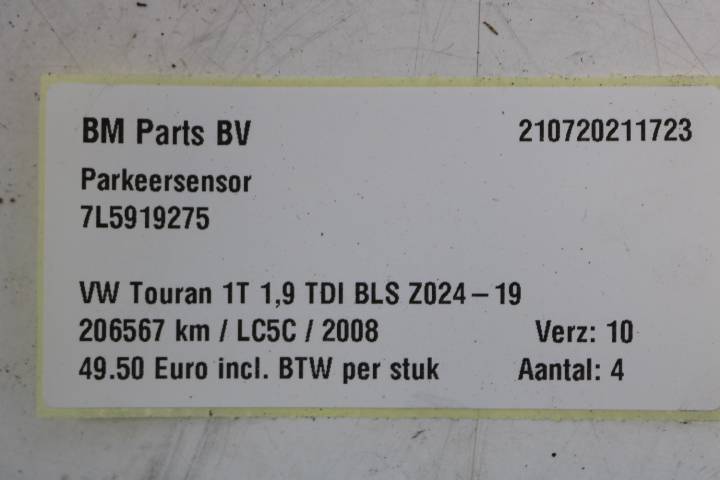 BM Parts BV 210720211723
Parkeersensor
7L5919275
VW Touran 1T 1,9 TDI BLS Z024-19
206567 km / LC5C / 2008 Verz: 10
49.50 Euro incl. BTW per stuk Aantal: 4